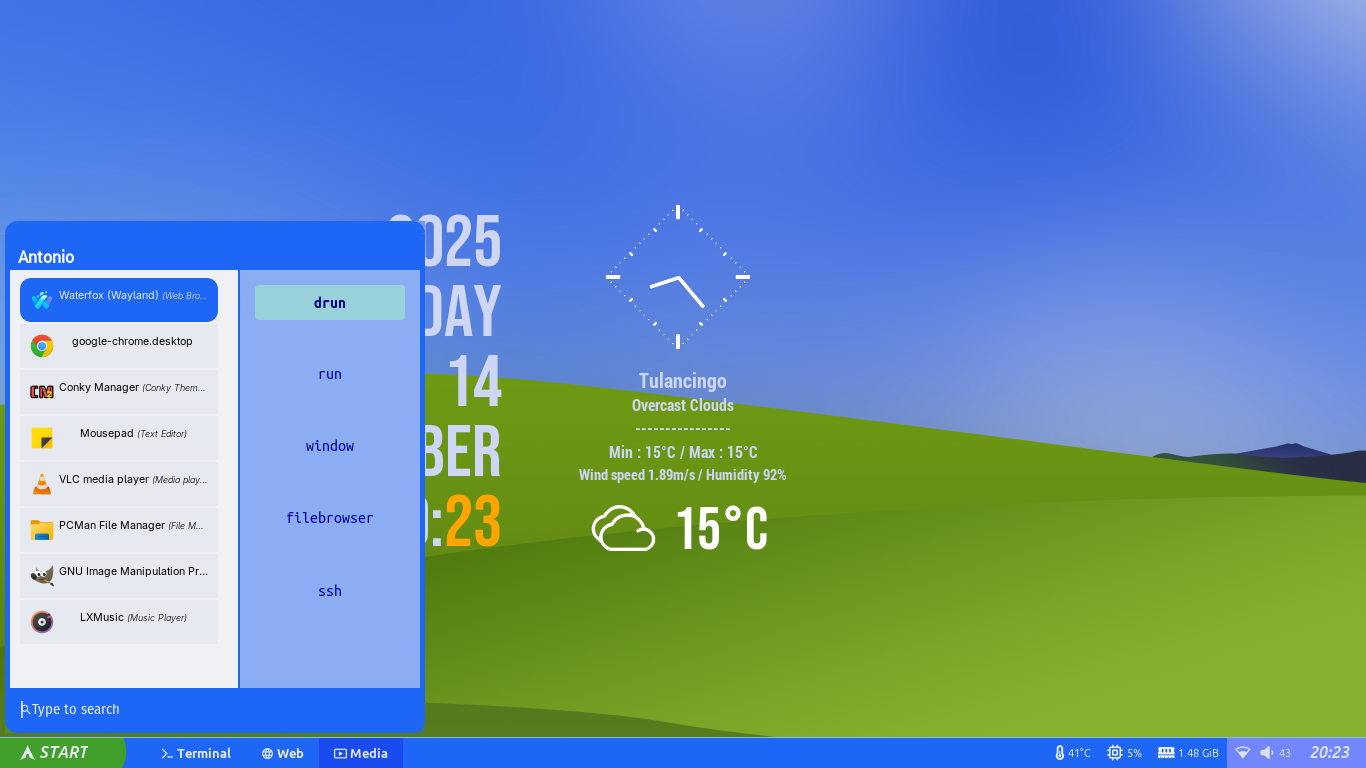 2025
DAY
14
BER
:23
Antonio
Waterfox (Wayland) (Web Bro...
google-chrome.desktop
Conky Manager (Conky Them...
Mousepad (Text Editor)
VLC media player (Media play...
PCMan File Manager (File M...
GNU Image Manipulation Pr...
LXMusic (Music Player)
drun
run
window
filebrowser
ssh
Type to search
Tulancingo
Overcast Clouds
----------------
Min : 15°C / Max : 15°C
Wind speed 1.89m/s / Humidity 92%
15°C
START
Terminal
Web
Media
41°C
5%
1.48 GiB
43
20:23